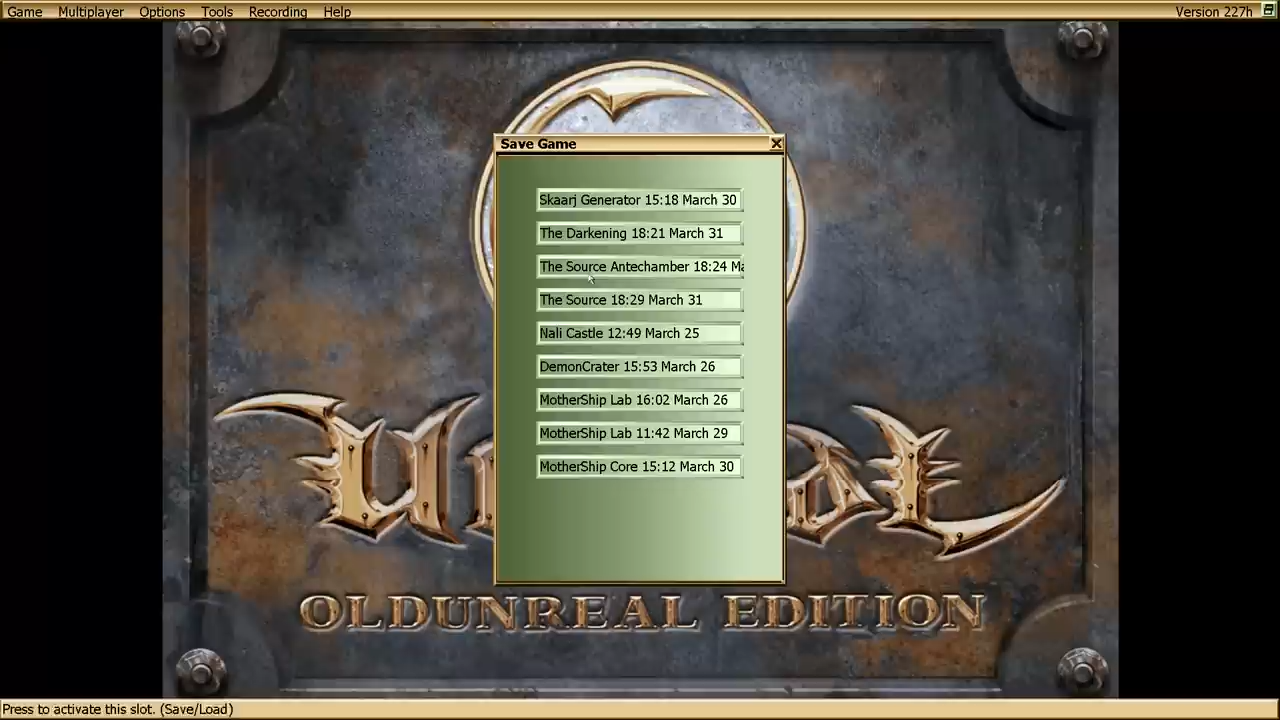 Game Multiplayer Options Tools Recording Help Version 227h
Save Game
Skaarj Generator 15:18 March 30
The Darkening 18:21 March 31
The Source Antechamber 18:24 Ma
The Source 18:29 March 31
Nali Castle 12:49 March 25
DemonCrater 15:53 March 26
MotherShip Lab 16:02 March 26
MotherShip Lab 11:42 March 29
MotherShip Core 15:12 March 30
OLDUNREAL EDITION
Press to activate this slot. (Save/Load)